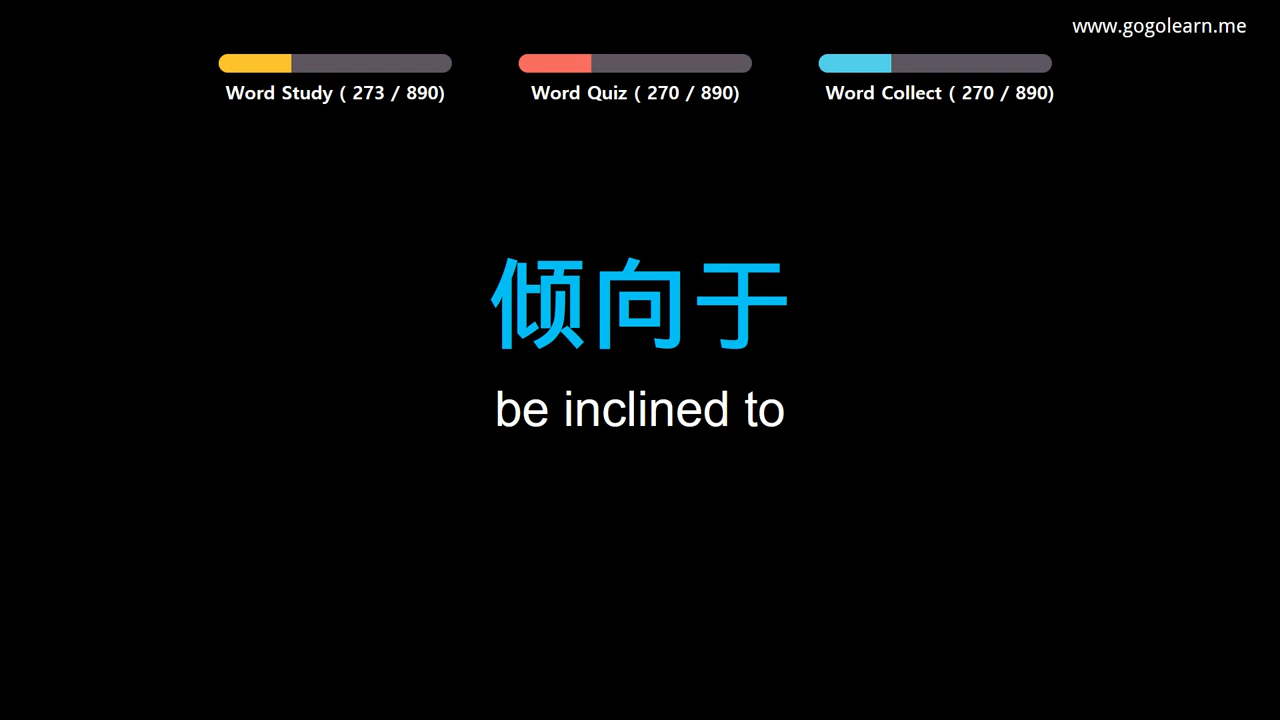 www.gogolearn.me
Word Study ( 273 / 890)
Word Quiz ( 270 / 890)
Word Collect ( 270 / 890)
倾向于
be inclined to